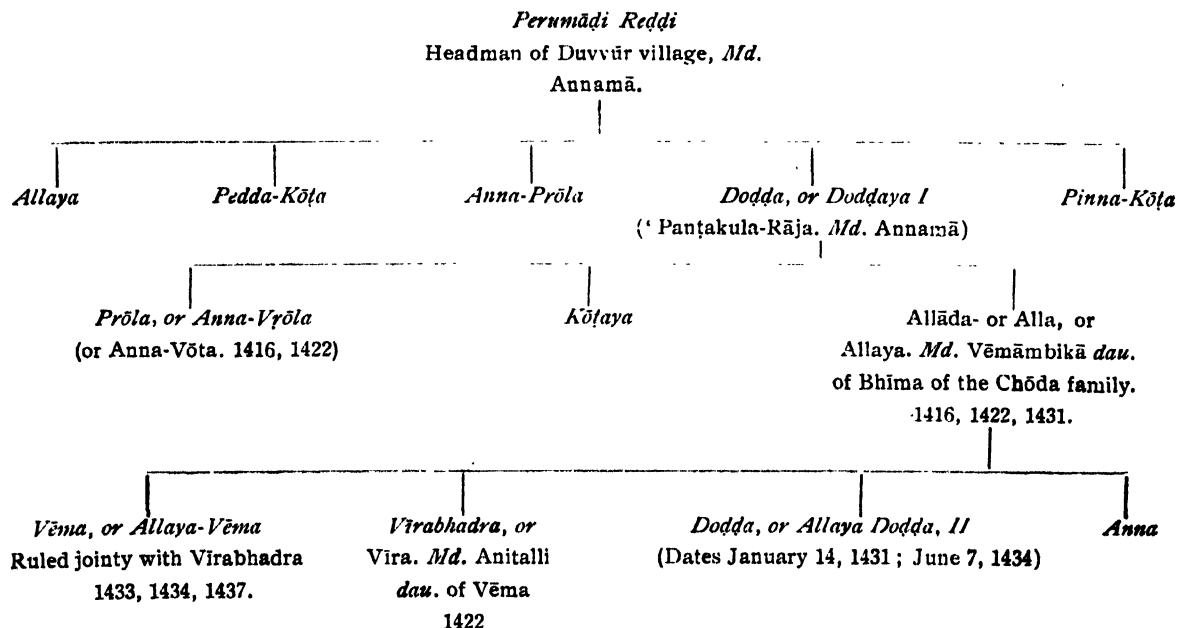 Perumāḍi Reḍḍi
Headman of Duvvūr village, Md.
Annamā.
Allaya Pedda-Kōṭa Anna-Prōla Doḍḍa, or Doḍḍaya I Pinna-Kōṭa
(‘ Paṇṭakula-Rāja. Md. Annamā)
Prōla, or Anna-Vṛōla Kōṭaya Allāda- or Alla, or
(or Anna-Vōta. 1416, 1422) Allaya. Md. Vēmāmbikā dau.
of Bhīma of the Chōda family.
1416, 1422, 1431.
Vēma, or Allaya-Vēma Vīrabhadra, or Doḍḍa, or Allaya Doḍḍa, II Anna
Ruled jointy with Vīrabhadra Vīra. Md. Anitalli (Dates January 14, 1431 ; June 7, 1434)
1433, 1434, 1437. dau. of Vēma
1422